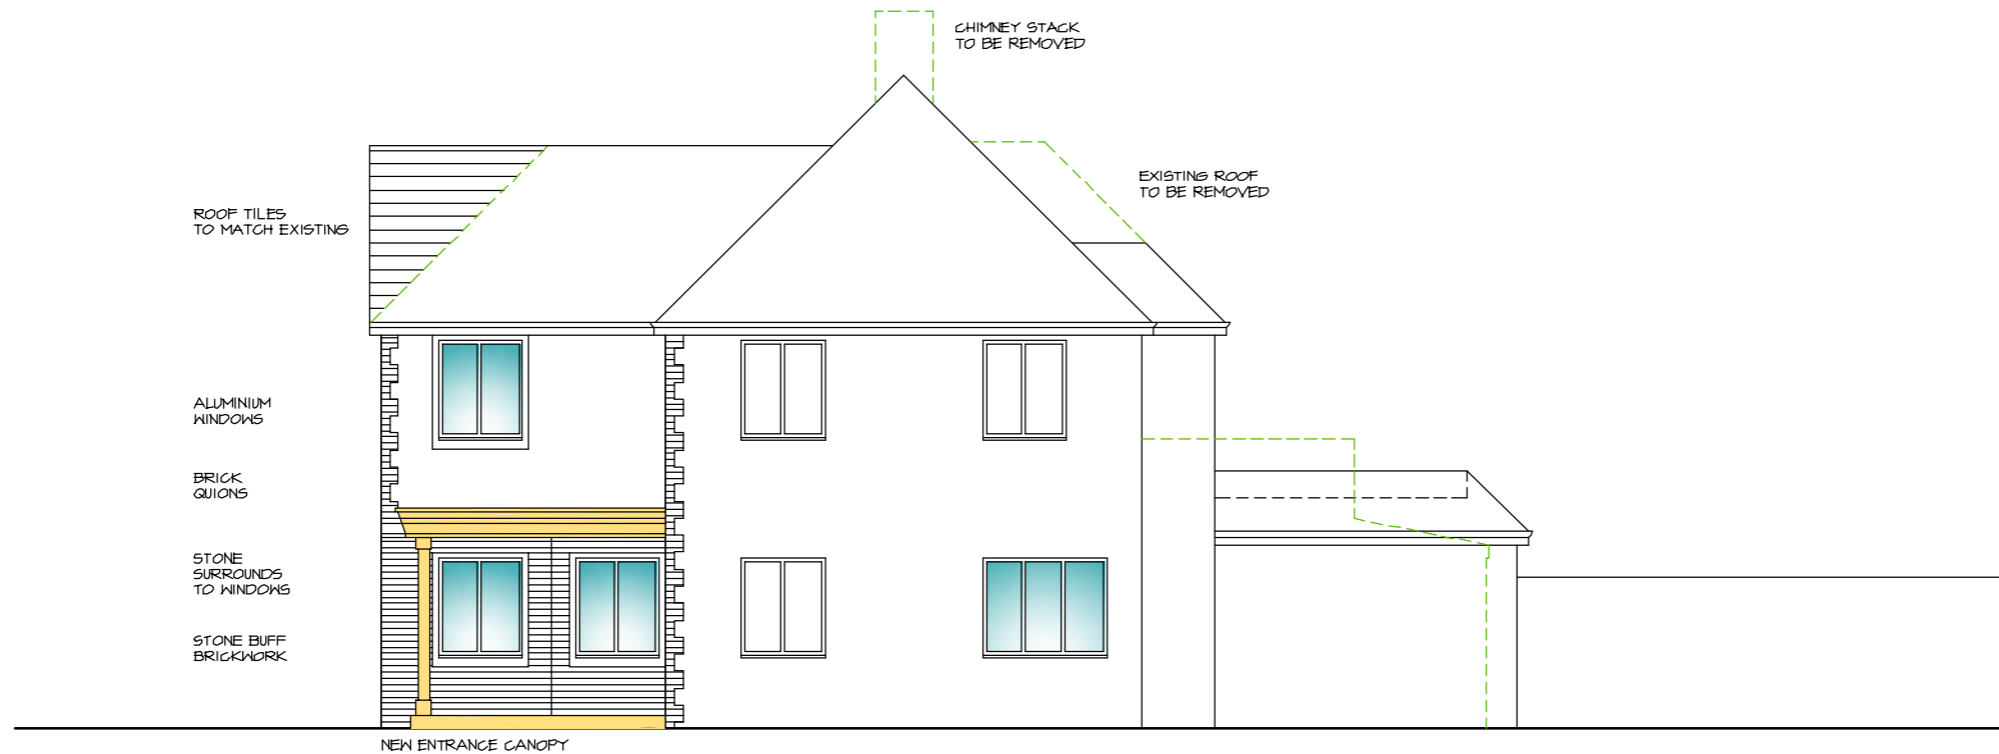 CHIMNEY STACK
TO BE REMOVED
EXISTING ROOF
TO BE REMOVED
ROOF TILES
TO MATCH EXISTING
ALUMINIUM
WINDOWS
BRICK
QUIONS
STONE
SURROUNDS
TO WINDOWS
STONE BUFF
BRICKWORK
NEW ENTRANCE CANOPY